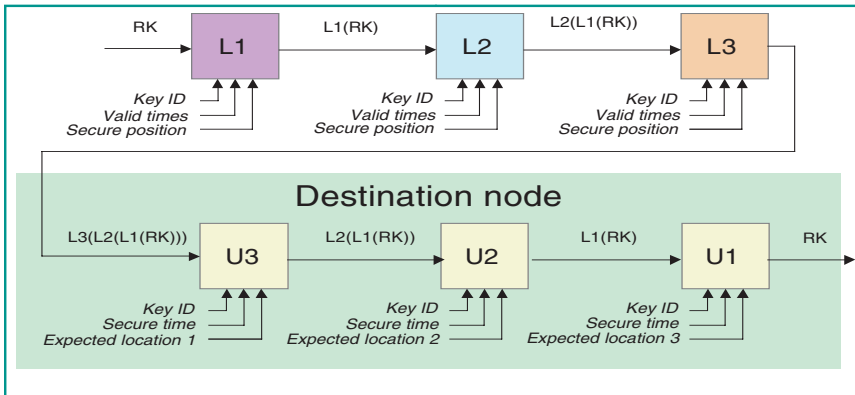 RK
L1
L1(RK)
L2
L2(L1(RK))
L3
Key ID
Valid times
Secure position
Key ID
Valid times
Secure position
Key ID
Valid times
Secure position
Destination node
L3(L2(L1(RK)))
U3
L2(L1(RK))
U2
L1(RK)
U1
RK
Key ID
Secure time
Expected location 1
Key ID
Secure time
Expected location 2
Key ID
Secure time
Expected location 3